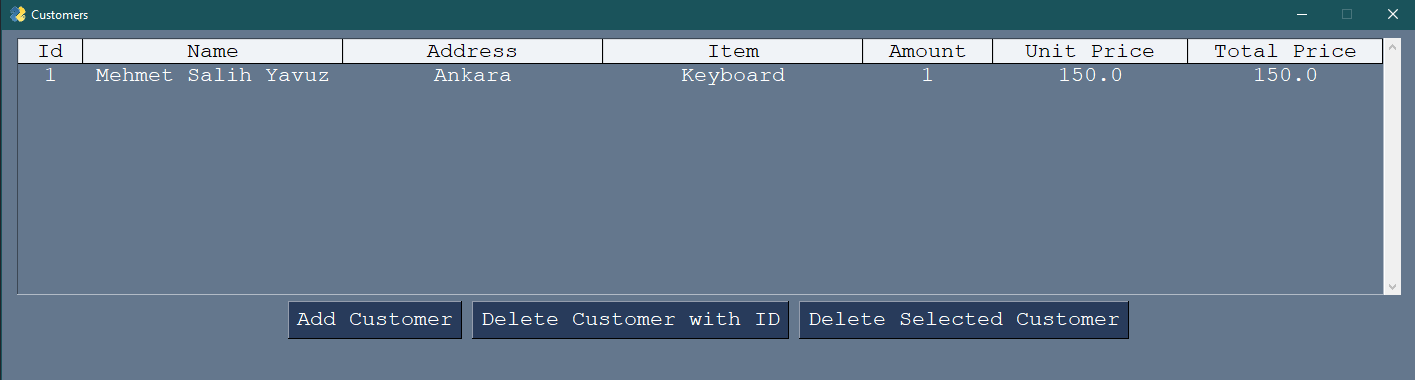 Customers
Id Name Address Item Amount Unit Price Total Price
1 Mehmet Salih Yavuz Ankara Keyboard 1 150.0 150.0
Add Customer Delete Customer with ID Delete Selected Customer